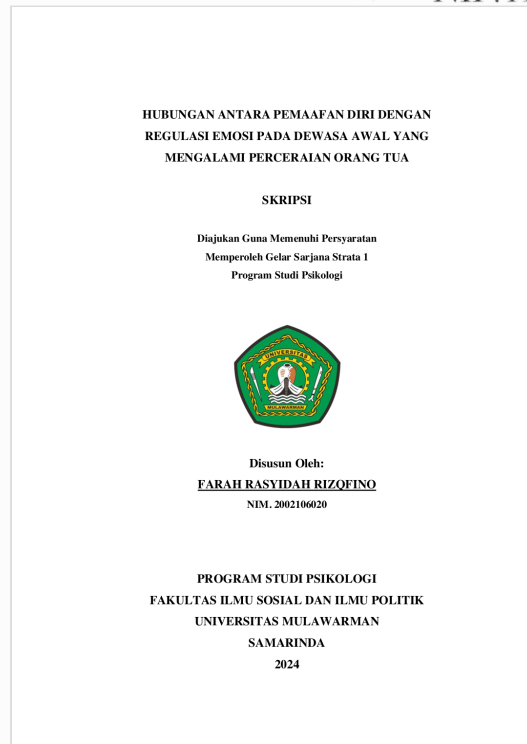 HUBUNGAN ANTARA PEMAAFAN DIRI DENGAN
REGULASI EMOSI PADA DEWASA AWAL YANG
MENGALAMI PERCERAIAN ORANG TUA
SKRIPSI
Diajukan Guna Memenuhi Persyaratan
Memperoleh Gelar Sarjana Strata 1
Program Studi Psikologi
UNIVERSITAS
MULAWARMAN
Disusun Oleh:
FARAH RASYIDAH RIZQFINO
NIM. 2002106020
PROGRAM STUDI PSIKOLOGI
FAKULTAS ILMU SOSIAL DAN ILMU POLITIK
UNIVERSITAS MULAWARMAN
SAMARINDA
2024